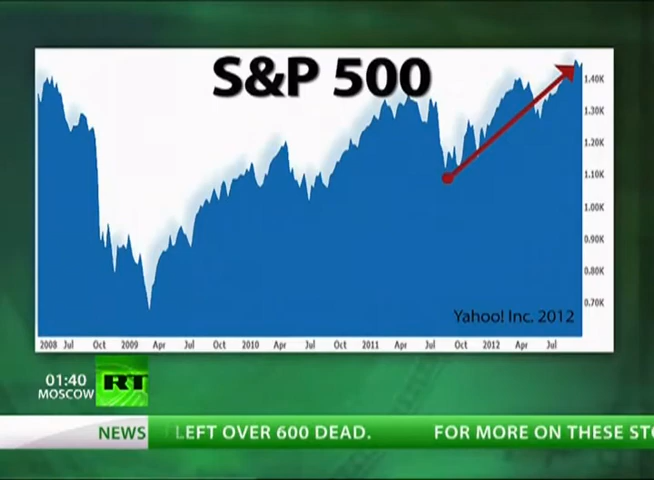 S&P 500
1.40K
1.30K
1.20K
1.10K
1.00K
0.90K
0.80K
0.70K
Yahoo! Inc. 2012
2008 Jul Oct 2009 Apr Jul Oct 2010 Apr Jul Oct 2011 Apr Jul Oct 2012 Apr Jul
01:40
MOSCOW
RT
NEWS LEFT OVER 600 DEAD. FOR MORE ON THESE